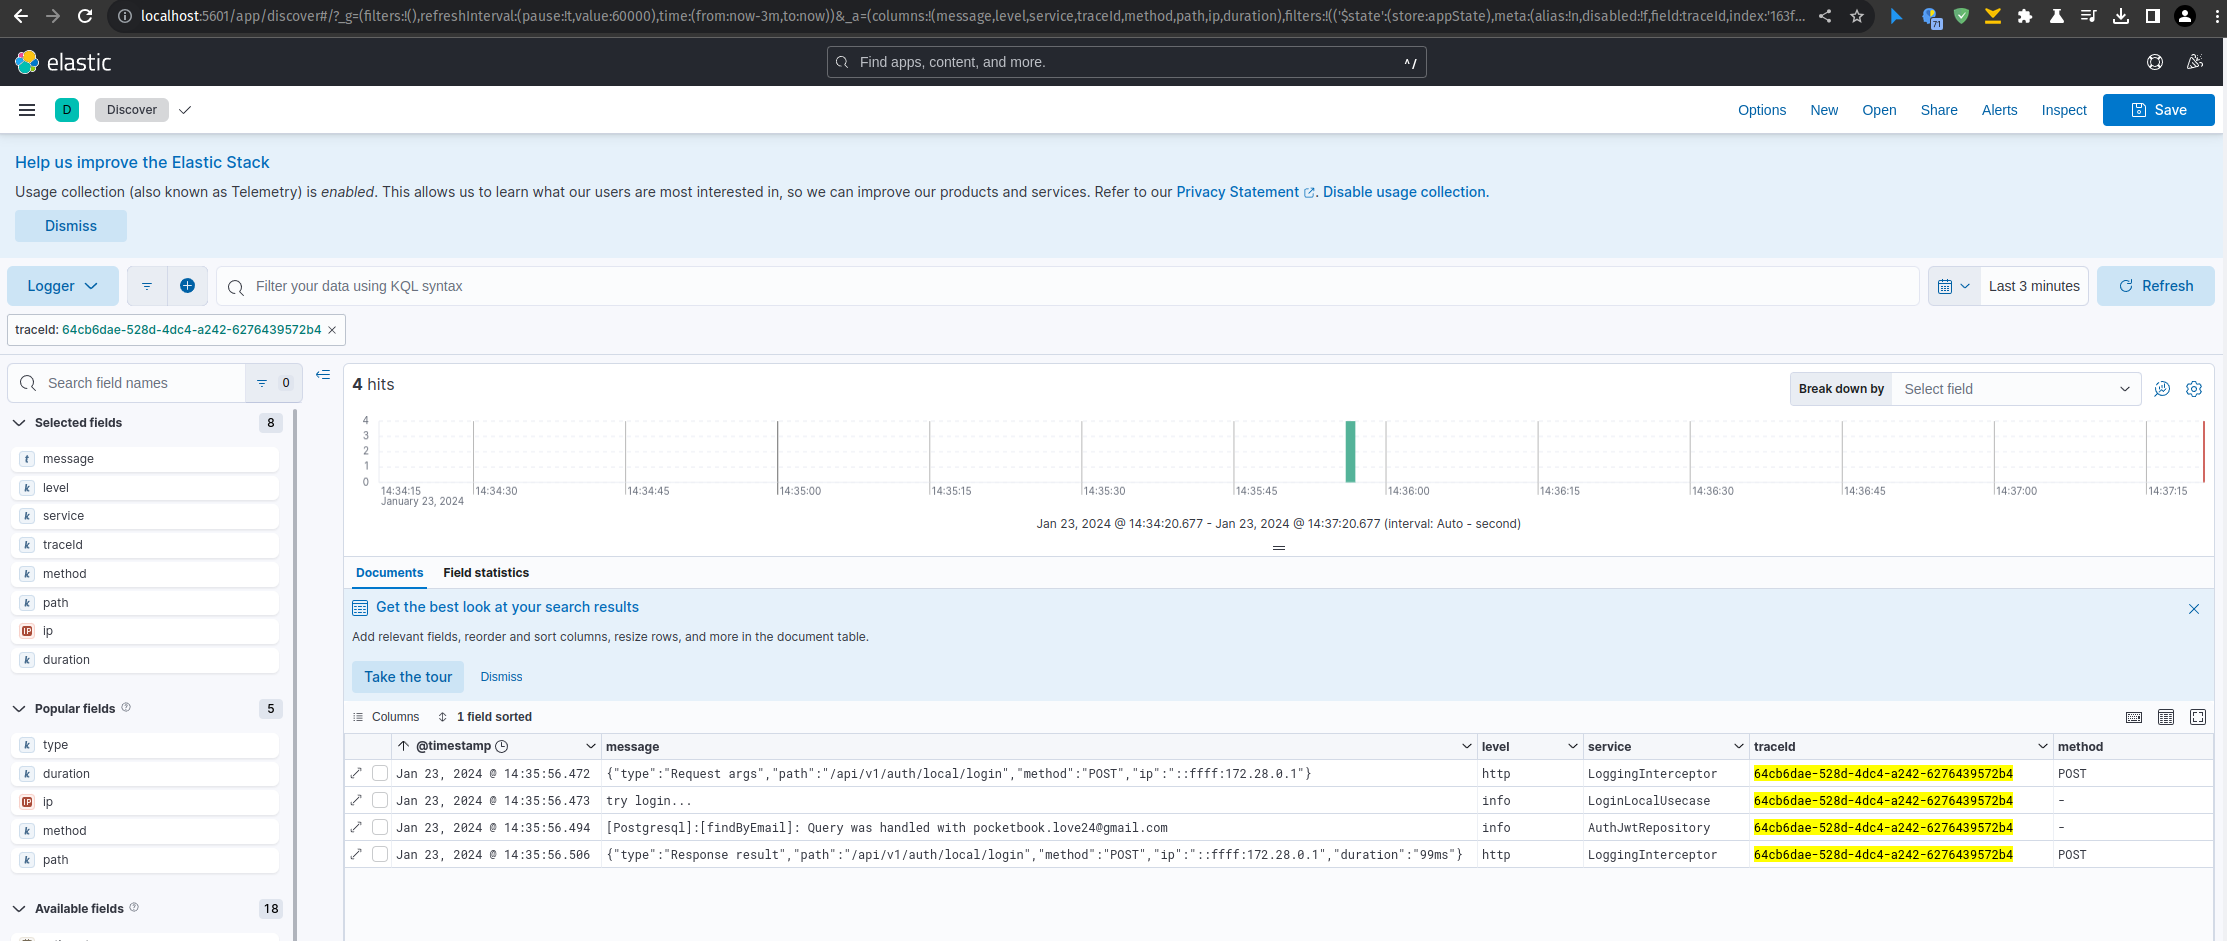 localhost:5601/app/discover#/?_g=(filters:!(),refreshInterval:(pause:!t,value:60000),time:(from:now-3m,to:now))&_a=(columns:!(message,level,service,traceId,method,path,ip,duration),filters:!(('$state':(store:appState),meta:(alias:!n,disabled:!f,field:traceId,index:'163f...
71
elastic
Find apps, content, and more.
^/
D
Discover
Options
New
Open
Share
Alerts
Inspect
Save
Help us improve the Elastic Stack
Usage collection (also known as Telemetry) is enabled. This allows us to learn what our users are most interested in, so we can improve our products and services. Refer to our Privacy Statement. Disable usage collection.
Dismiss
Logger
Filter your data using KQL syntax
Last 3 minutes
Refresh
traceId: 64cb6dae-528d-4dc4-a242-6276439572b4 ×
Search field names
0
4 hits
Break down by
Select field
Selected fields
8
t message
k level
k service
k traceId
k method
k path
IP ip
k duration
Popular fields
5
k type
k duration
IP ip
k method
k path
Available fields
18
4
3
2
1
0
14:34:15
January 23, 2024
14:34:30
14:34:45
14:35:00
14:35:15
14:35:30
14:35:45
14:36:00
14:36:15
14:36:30
14:36:45
14:37:00
14:37:15
Jan 23, 2024 @ 14:34:20.677 - Jan 23, 2024 @ 14:37:20.677 (interval: Auto - second)
Documents
Field statistics
Get the best look at your search results
Add relevant fields, reorder and sort columns, resize rows, and more in the document table.
Take the tour
Dismiss
Columns
1 field sorted
@timestamp message level service traceId method
Jan 23, 2024 @ 14:35:56.472 {"type":"Request args","path":"/api/v1/auth/local/login","method":"POST","ip":"::ffff:172.28.0.1"} http LoggingInterceptor 64cb6dae-528d-4dc4-a242-6276439572b4 POST
Jan 23, 2024 @ 14:35:56.473 try login... info LoginLocalUsecase 64cb6dae-528d-4dc4-a242-6276439572b4 -
Jan 23, 2024 @ 14:35:56.494 [Postgresql]:[findByEmail]: Query was handled with pocketbook.love24@gmail.com info AuthJwtRepository 64cb6dae-528d-4dc4-a242-6276439572b4 -
Jan 23, 2024 @ 14:35:56.506 {"type":"Response result","path":"/api/v1/auth/local/login","method":"POST","ip":"::ffff:172.28.0.1","duration":"99ms"} http LoggingInterceptor 64cb6dae-528d-4dc4-a242-6276439572b4 POST